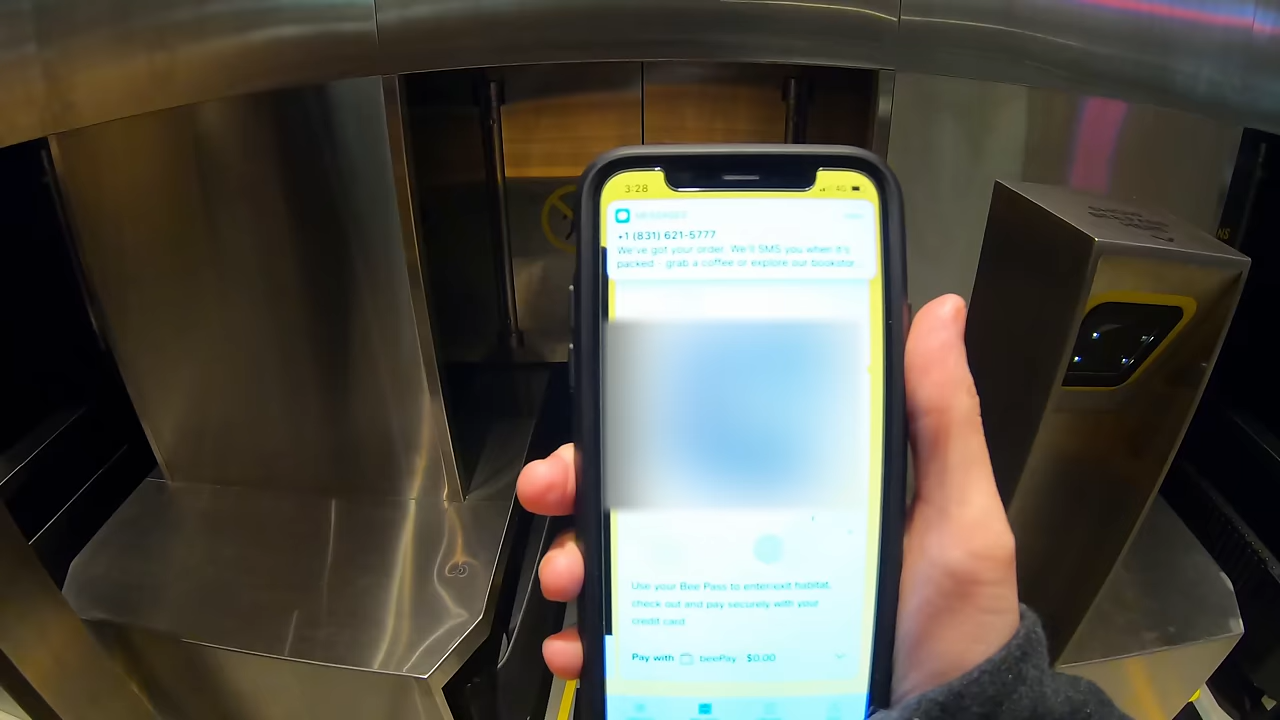 3:28
4G
MESSAGES
+1 (831) 621-5777
We've got your order. We'll SMS you when it's
packed - grab a coffee or explore our bookstor...
Use your Bee Pass to enter/exit habitat,
check out and pay securely with your
credit card.
Pay with beePay $0.00